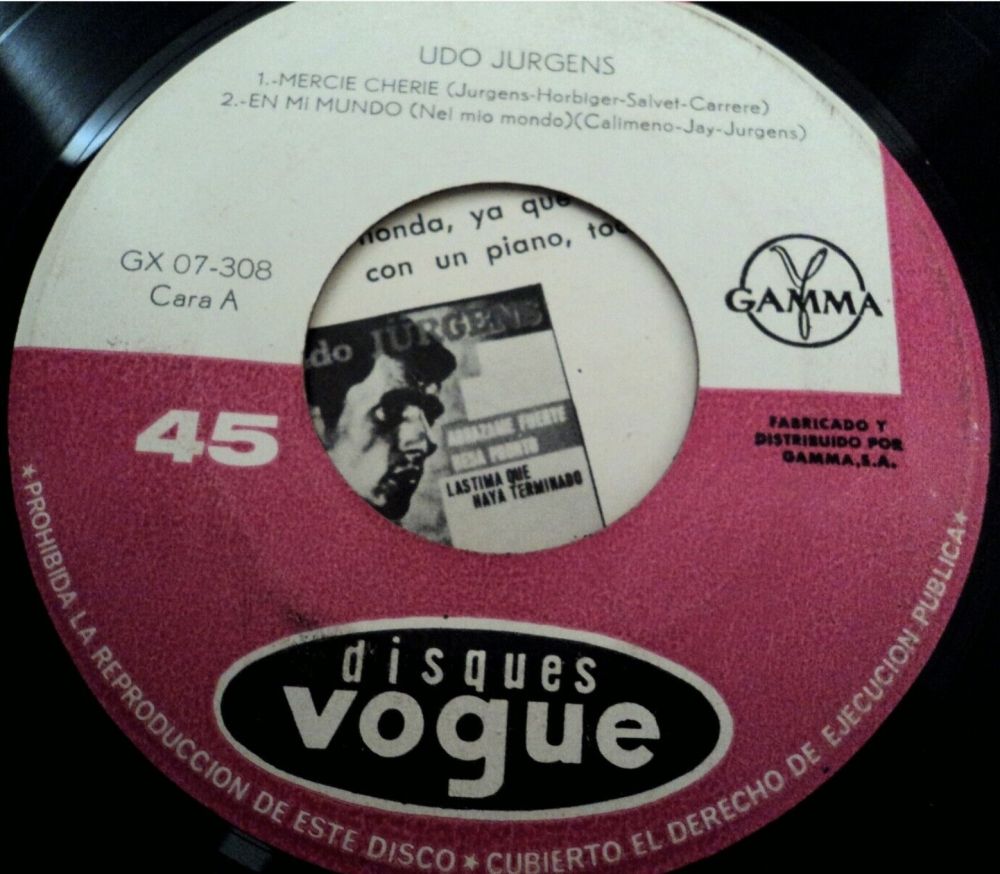 UDO JURGENS
1.-MERCIE CHERIE (Jurgens-Horbiger-Salvet-Carrere)
2.-EN Mi MUNDO (Nel mio mondo)(Calimeno-Jay-Jurgens)
GX 07-308
Cara A
GAMMA
45
FABRICADO Y
DISTRIBUIDO POR
GAMMA,S.A.
ya que
con un piano,
JÜRGENS
ABRAZAME FUERTE
LASTIMA QUE
HAYA TERMINADO
disques
vogue
★PROHIBIDA LA REPRODUCCION DE ESTE DISCO★CUBIERTO EL DERECHO DE EJECUCION PUBLICA★